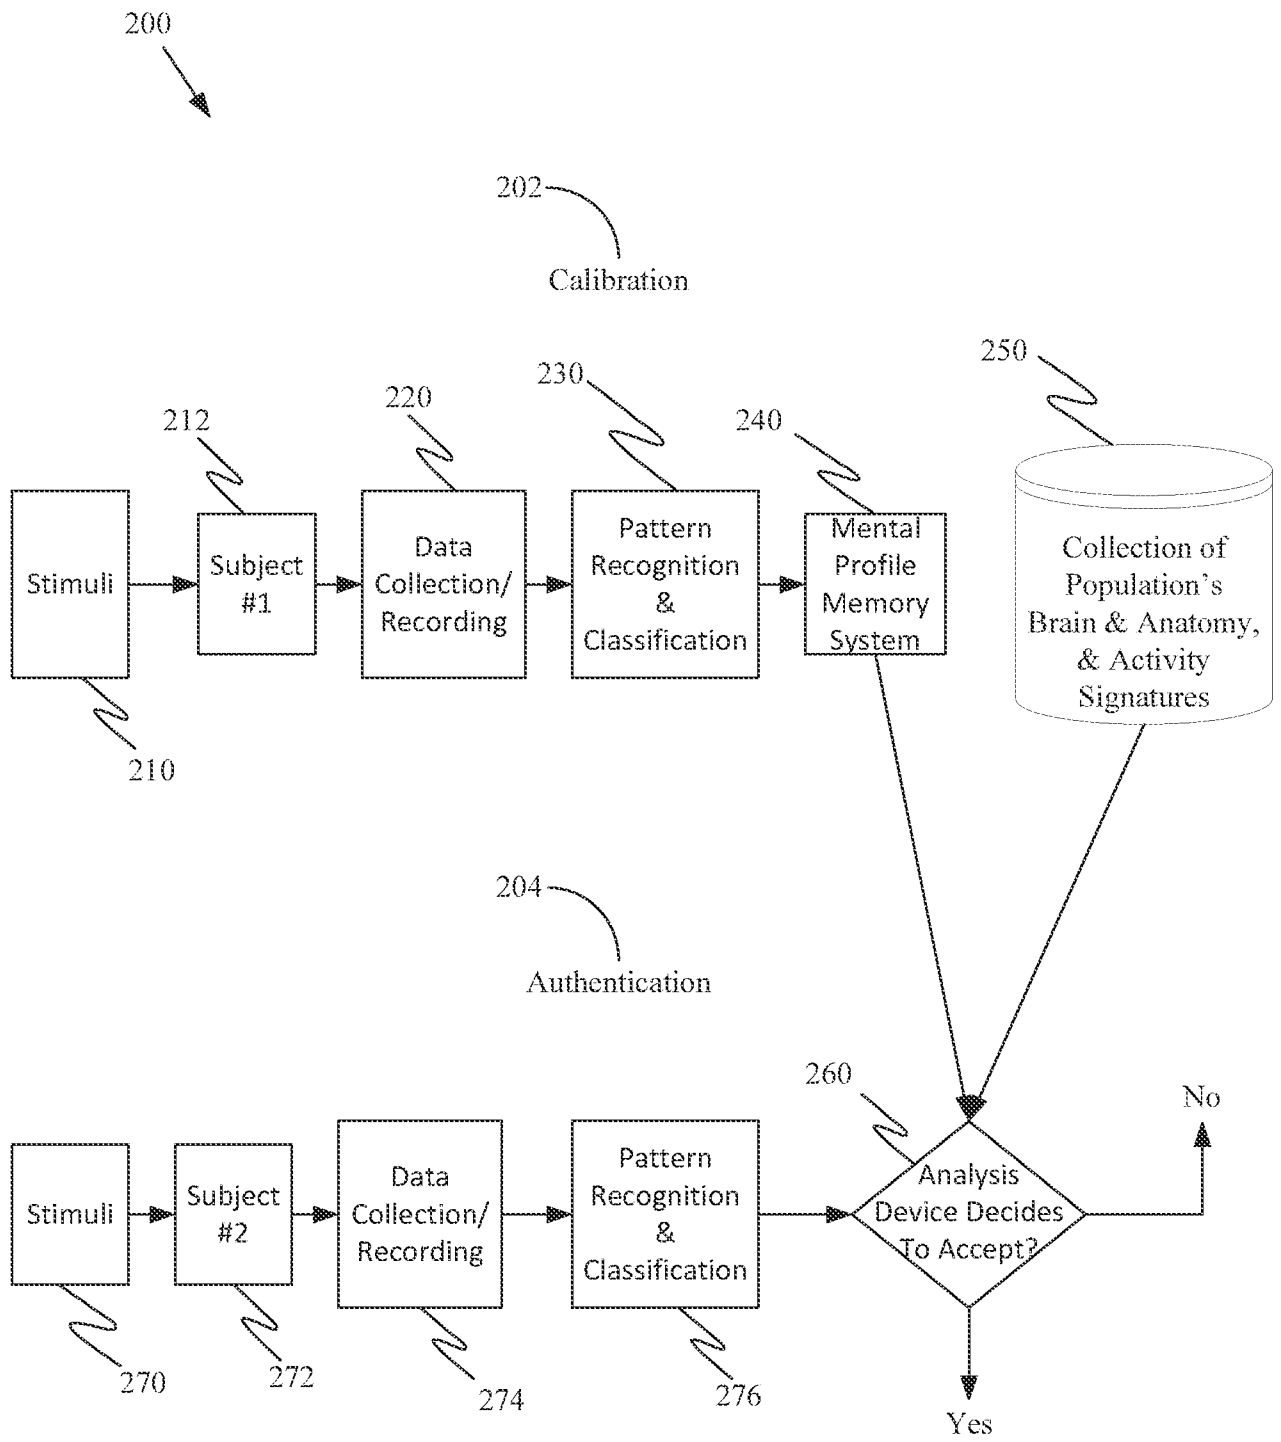 200
202
Calibration
250
230
220
240
212
Stimuli
Subject
#1
Data
Collection/
Recording
Pattern
Recognition
&
Classification
Mental
Profile
Memory
System
Collection of
Population's
Brain & Anatomy,
& Activity
Signatures
210
204
Authentication
260
No
Stimuli
Subject
#2
Data
Collection/
Recording
Pattern
Recognition
&
Classification
Analysis
Device Decides
To Accept?
270
272
274
276
Yes